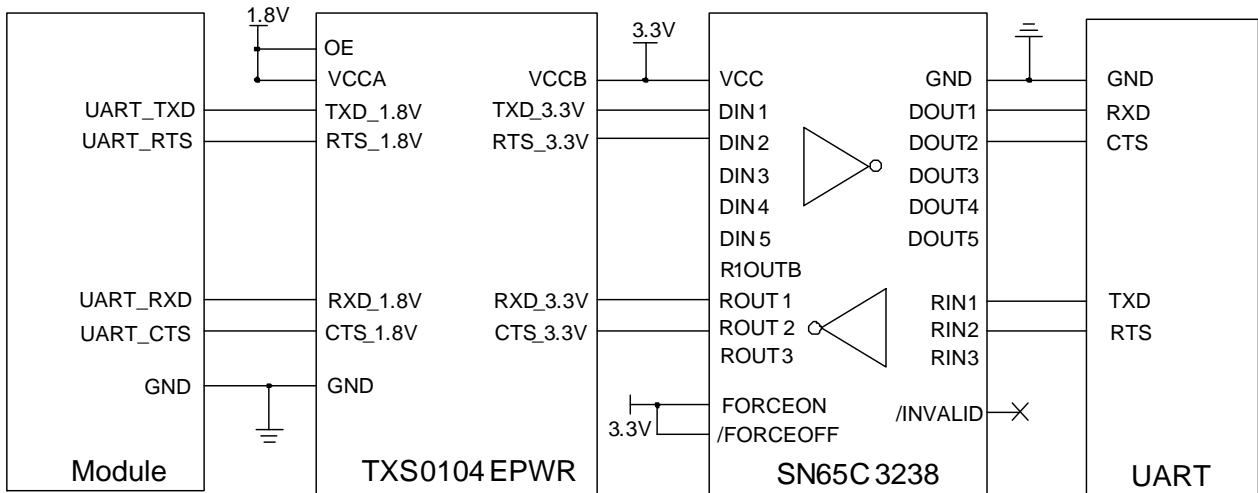 1.8V
OE
VCCA
UART_TXD
TXD_1.8V
UART_RTS
RTS_1.8V
UART_RXD
RXD_1.8V
UART_CTS
CTS_1.8V
GND
GND
Module
VCCB
TXD_3.3V
RTS_3.3V
RXD_3.3V
CTS_3.3V
TXS0104EPWR
3.3V
VCC
DIN1
DIN2
DIN3
DIN4
DIN5
R1OUTB
ROUT1
ROUT2
ROUT3
FORCEON
/FORCEOFF
3.3V
GND
DOUT1
DOUT2
DOUT3
DOUT4
DOUT5
RIN1
RIN2
RIN3
/INVALID
SN65C3238
GND
RXD
CTS
TXD
RTS
UART